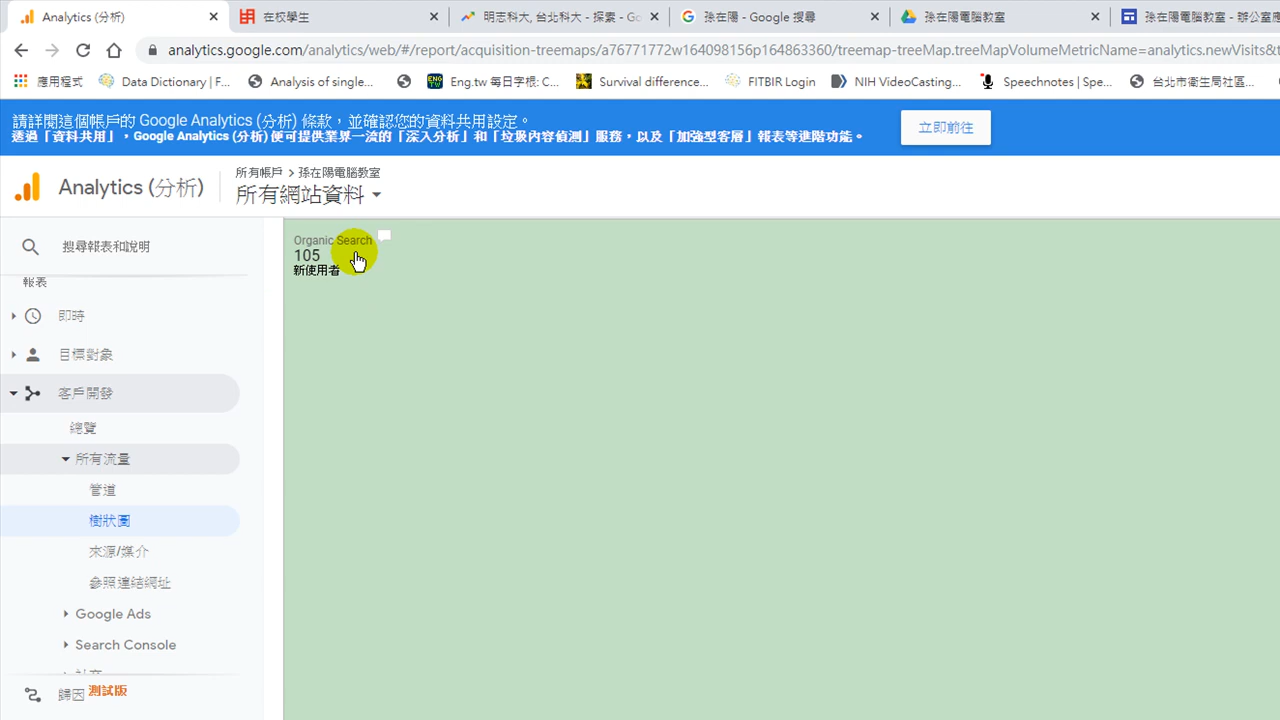 Analytics (分析)
在校學生
明志科大, 台北科大 - 探索 - Go
孫在陽 - Google 搜尋
孫在陽電腦教室
孫在陽電腦教室 - 辦公室應
analytics.google.com/analytics/web/#/report/acquisition-treemaps/a76771772w164098156p164863360/treemap-treeMap.treeMapVolumeMetricName=analytics.newVisits&t
應用程式
Data Dictionary | F...
Analysis of single...
Eng.tw 每日字根: C...
Survival difference...
FITBIR Login
NIH VideoCasting...
Speechnotes | Spe...
台北市衛生局社區...
請詳閱這個帳戶的 Google Analytics (分析) 條款，並確認您的資料共用設定。
透過「資料共用」，Google Analytics (分析) 便可提供業界一流的「深入分析」和「垃圾內容偵測」服務，以及「加強型客層」報表等進階功能。
立即前往
Analytics (分析)
所有帳戶 > 孫在陽電腦教室
所有網站資料
搜尋報表和說明
Organic Search
105
新使用者
報表
即時
目標對象
客戶開發
總覽
所有流量
管道
樹狀圖
來源/媒介
參照連結網址
Google Ads
Search Console
歸因 測試版